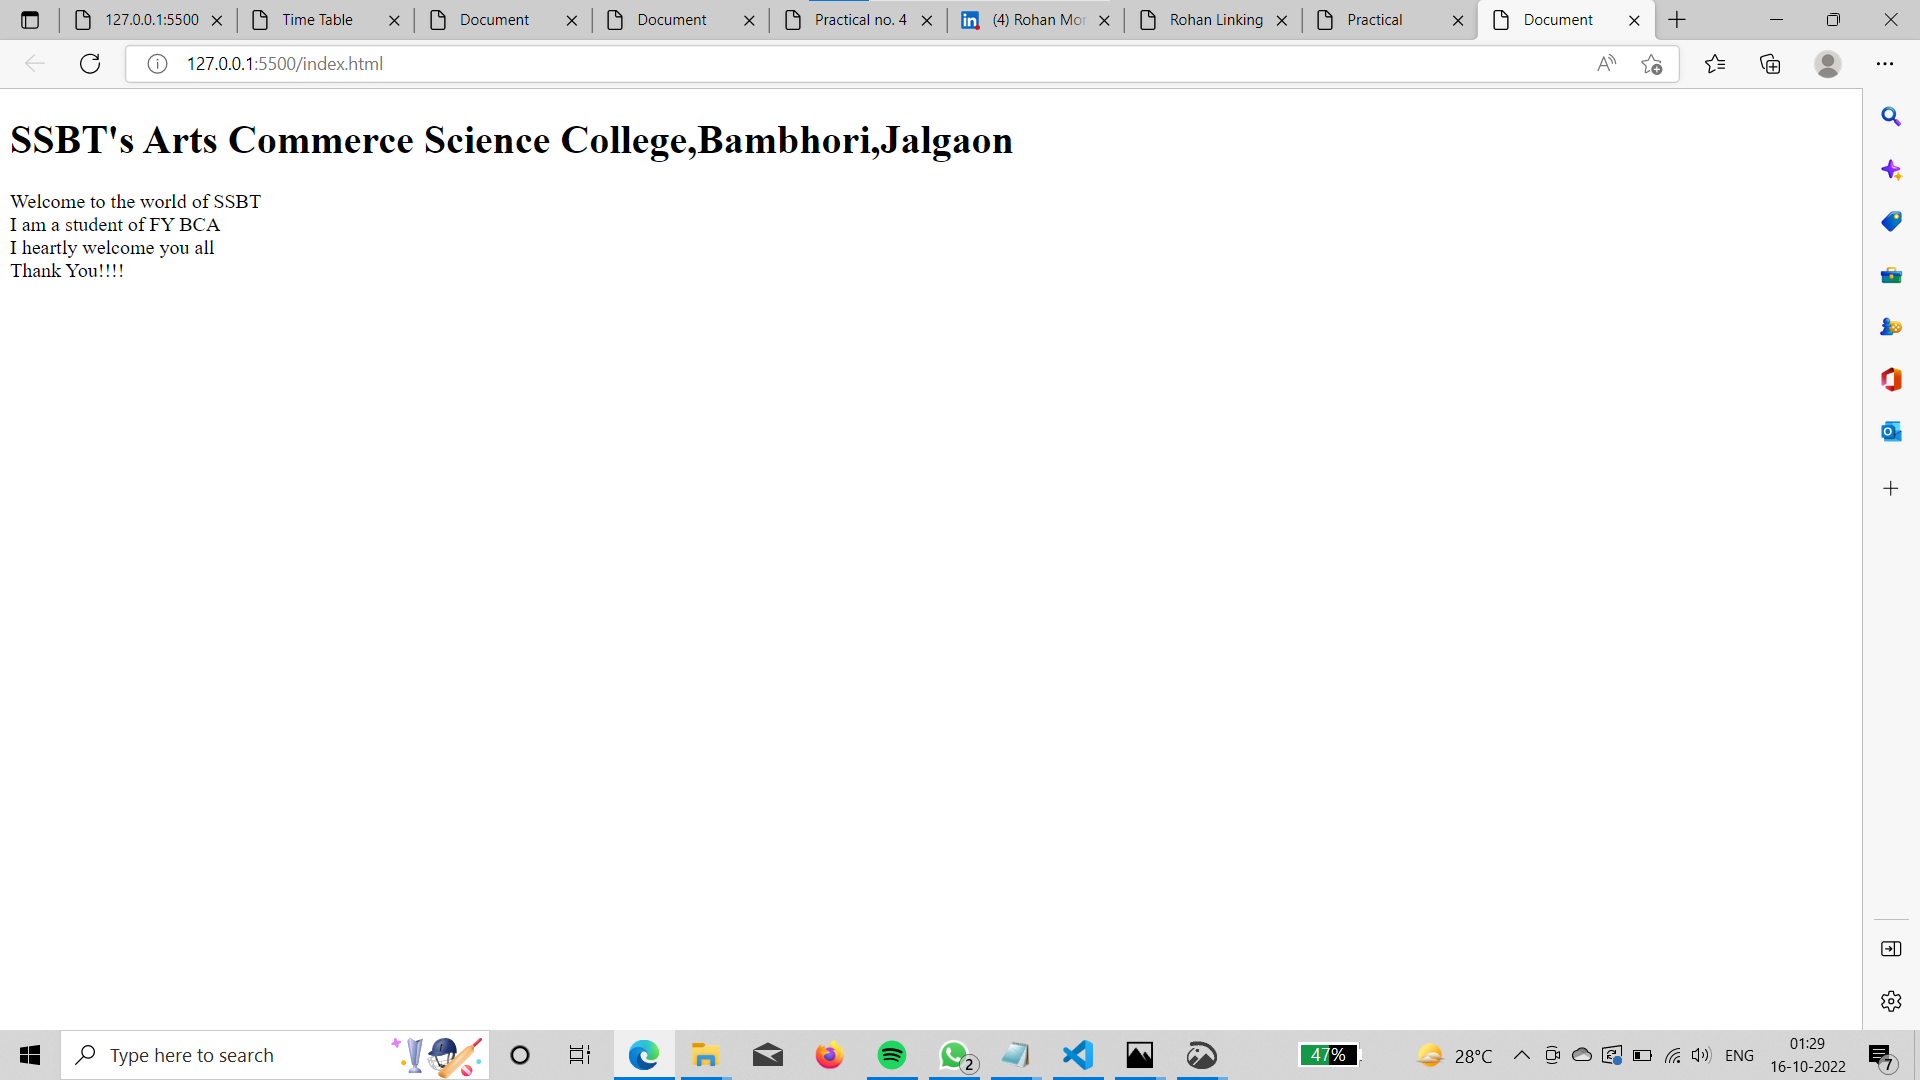 127.0.0.1:5500
Time Table
Document
Document
Practical no. 4
(4) Rohan Mor
Rohan Linking
Practical
Document
127.0.0.1:5500/index.html
SSBT's Arts Commerce Science College,Bambhori,Jalgaon
Welcome to the world of SSBT
I am a student of FY BCA
I heartly welcome you all
Thank You!!!!
Type here to search
2
47%
28°C
ENG
01:29
16-10-2022
7